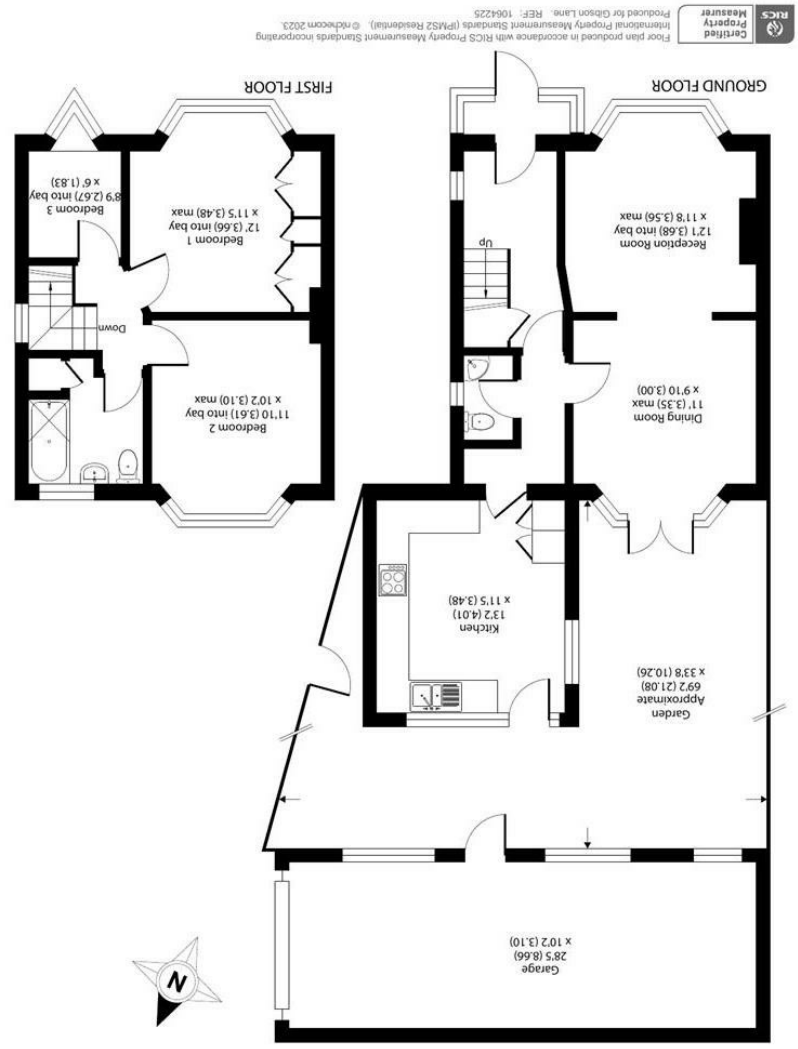 Garage
28'5 (8.66)
x 10'2 (3.10)
N
Garden
Approximate
69'2 (21.08)
x 33'8 (10.26)
Kitchen
13'2 (4.01)
x 11'5 (3.48)
Dining Room
11' (3.35) max
x 9'10 (3.00)
Up
Reception Room
12'1 (3.68) into bay
x 11'8 (3.56)
GROUND FLOOR
Bedroom 2
11'10 (3.61) into bay
x 10'2 (3.10) max
Down
Bedroom 1
12' (3.66) into bay
x 11'5 (3.48) max
Bedroom 3
8'9 (2.67) into bay
x 6' (1.83)
FIRST FLOOR
RICS
Certified
Property
Measurer
Floor plan produced in accordance with RICS Property Measurement Standards incorporating
International Property Measurement Standards (IPMS2 Residential). © nichecom 2023.
Produced for Gibson Lane. REF: 1064225